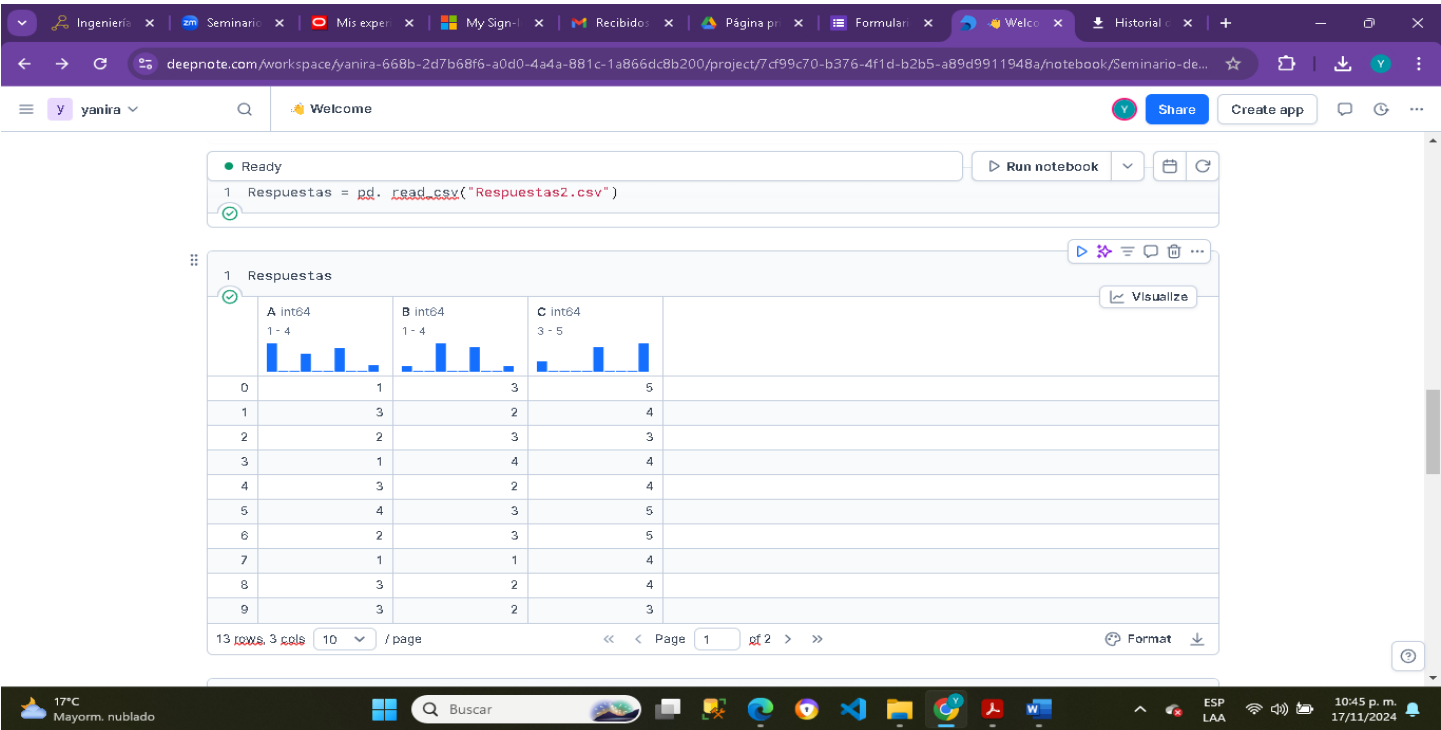 Ingeniería
zm Seminario
Mis experi
My Sign-I
Recibidos
Página pri
Formulari
Welco
Historial c
deepnote.com/workspace/yanira-668b-2d7b68f6-a0d0-4a4a-881c-1a866dc8b200/project/7cf99c70-b376-4f1d-b2b5-a89d9911948a/notebook/Seminario-de...
Y
y yanira
Welcome
Y
Share
Create app
Ready
Run notebook
1 Respuestas = pd. read_csv("Respuestas2.csv")
1 Respuestas
Visualize
A int64 B int64 C int64
1 - 4 1 - 4 3 - 5
0 1 3 5
1 3 2 4
2 2 3 3
3 1 4 4
4 3 2 4
5 4 3 5
6 2 3 5
7 1 1 4
8 3 2 4
9 3 2 3
13 rows, 3 cols 10 / page Page 1 of 2 Format
17°C
Mayorm. nublado
Buscar
ESP
LAA
10:45 p. m.
17/11/2024